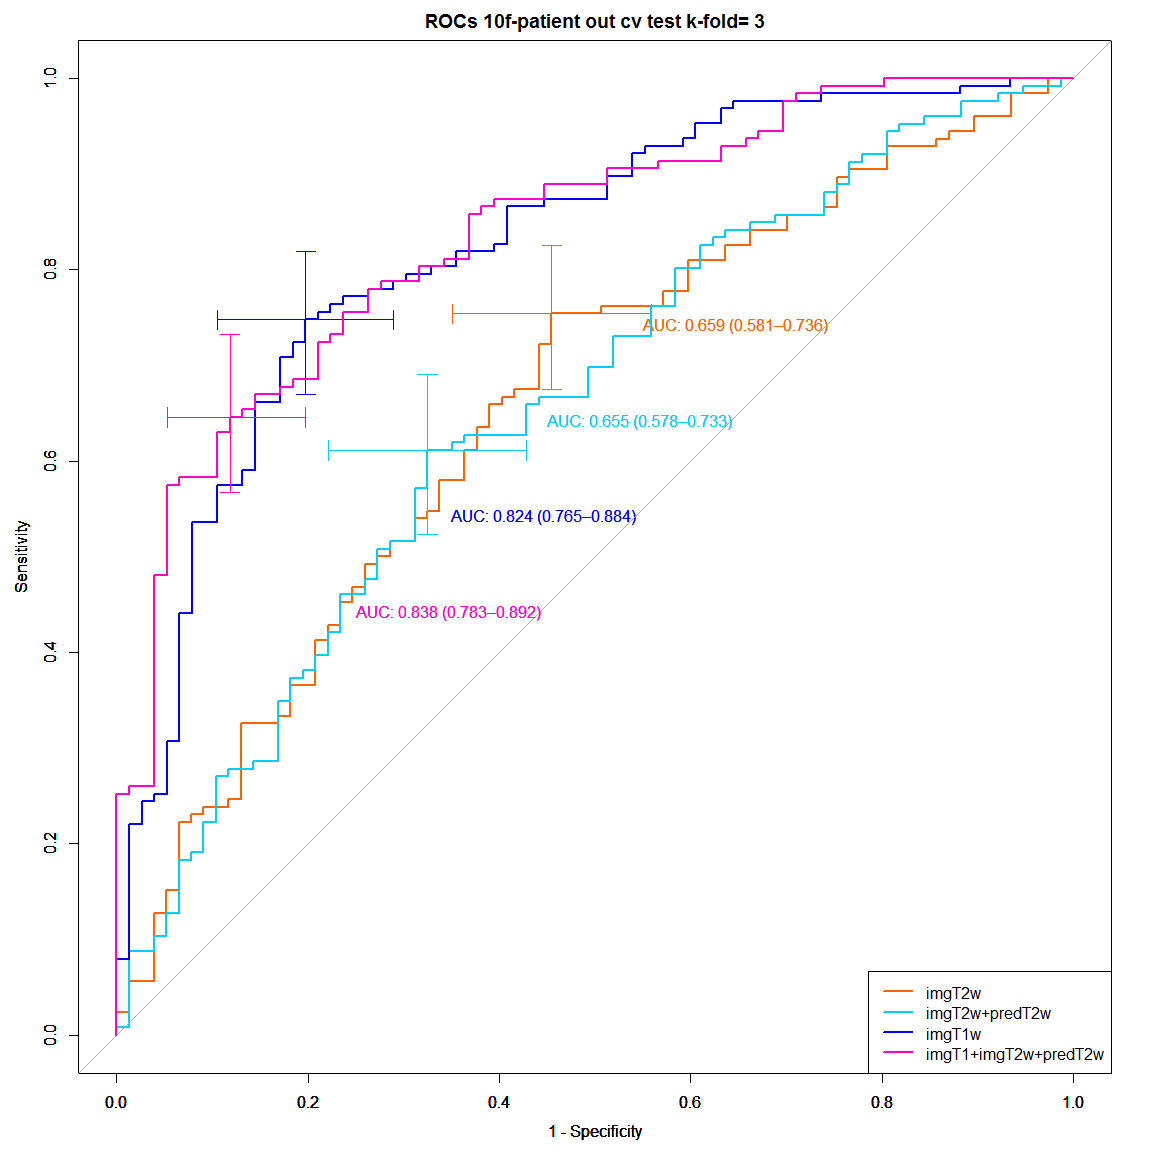 ROCs 10f-patient out cv test k-fold= 3
Sensitivity
1.0
0.8
0.6
0.4
0.2
0.0
AUC: 0.659 (0.581–0.736)
AUC: 0.655 (0.578–0.733)
AUC: 0.824 (0.765–0.884)
AUC: 0.838 (0.783–0.892)
imgT2w
imgT2w+predT2w
imgT1w
imgT1+imgT2w+predT2w
0.0 0.2 0.4 0.6 0.8 1.0
1 - Specificity